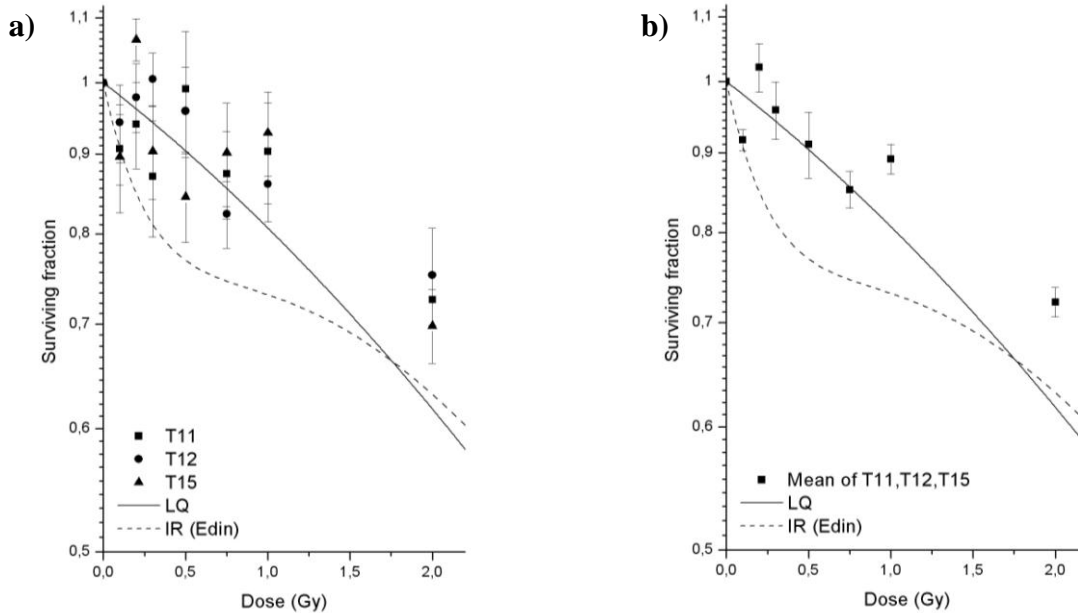 a)
1,1
1
0,9
0,8
0,7
0,6
0,5
Surviving fraction
T11
T12
T15
LQ
IR (Edin)
0,0 0,5 1,0 1,5 2,0
Dose (Gy)
b)
1,1
1
0,9
0,8
0,7
0,6
0,5
Surviving fraction
Mean of T11,T12,T15
LQ
IR (Edin)
0,0 0,5 1,0 1,5 2,0
Dose (Gy)